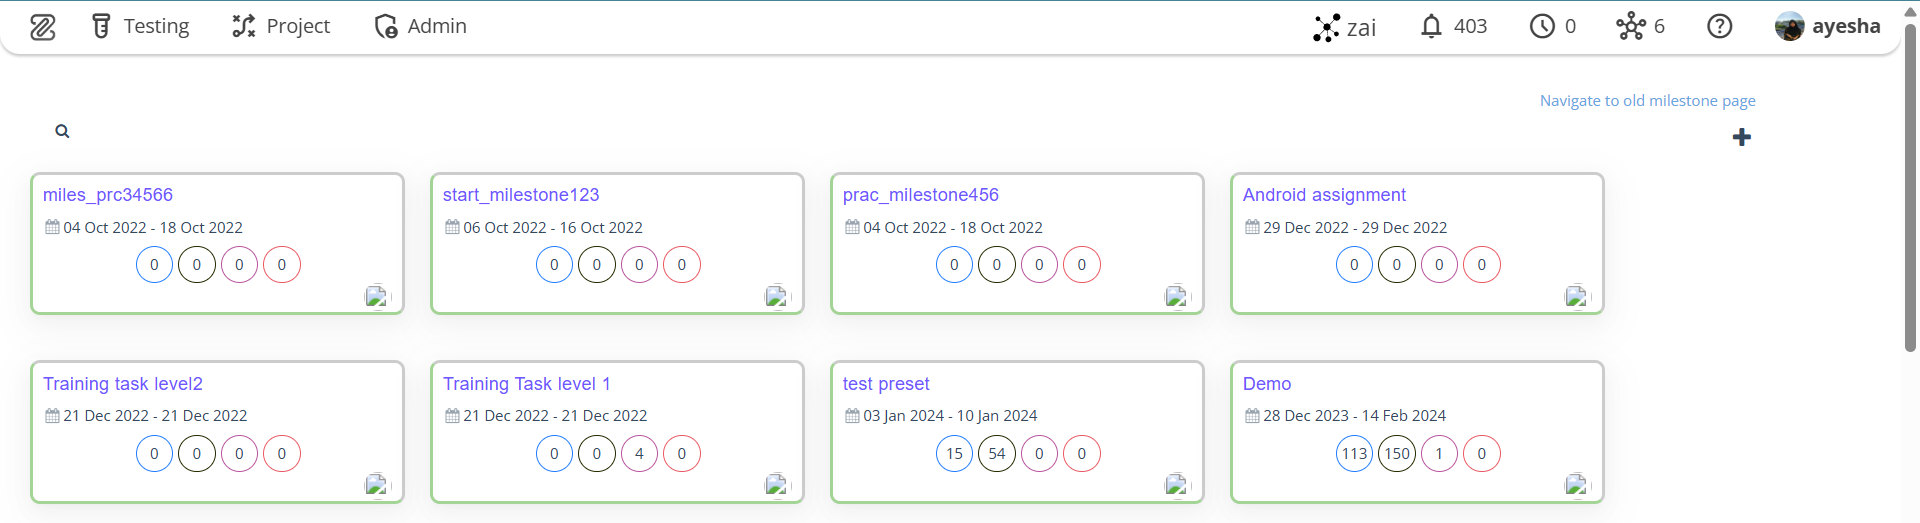 Testing Project Admin zai 403 0 6 ayesha
Navigate to old milestone page
miles_prc34566
04 Oct 2022 - 18 Oct 2022
0 0 0 0
start_milestone123
06 Oct 2022 - 16 Oct 2022
0 0 0 0
prac_milestone456
04 Oct 2022 - 18 Oct 2022
0 0 0 0
Android assignment
29 Dec 2022 - 29 Dec 2022
0 0 0 0
Training task level2
21 Dec 2022 - 21 Dec 2022
0 0 0 0
Training Task level 1
21 Dec 2022 - 21 Dec 2022
0 0 4 0
test preset
03 Jan 2024 - 10 Jan 2024
15 54 0 0
Demo
28 Dec 2023 - 14 Feb 2024
113 150 1 0